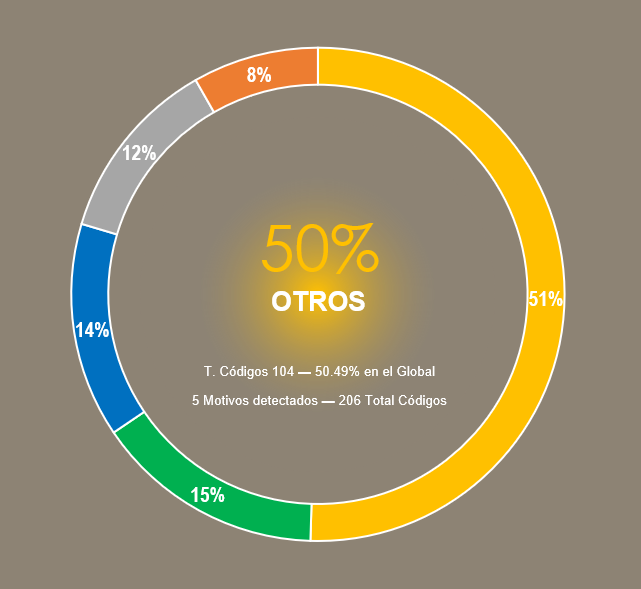 8%
12%
50%
OTROS
51%
14%
T. Códigos 104 — 50.49% en el Global
5 Motivos detectados — 206 Total Códigos
15%